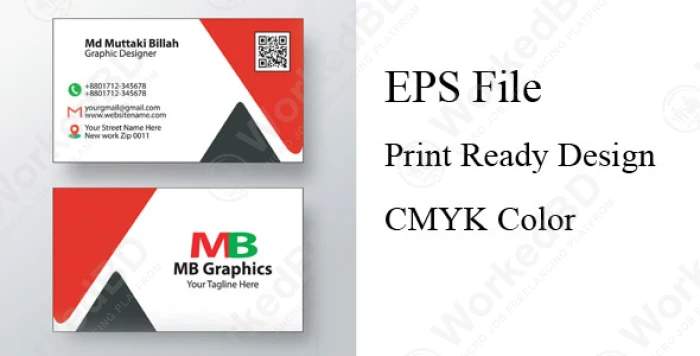 Md Muttaki Billah
Graphic Designer
+8801712-345678
+8801712-345678
yourgmail@gmail.com
www.websitename.com
Your Street Name Here
New work Zip 0011
MB
MB Graphics
Your Tagline Here
EPS File
Print Ready Design
CMYK Color
WorkedBD